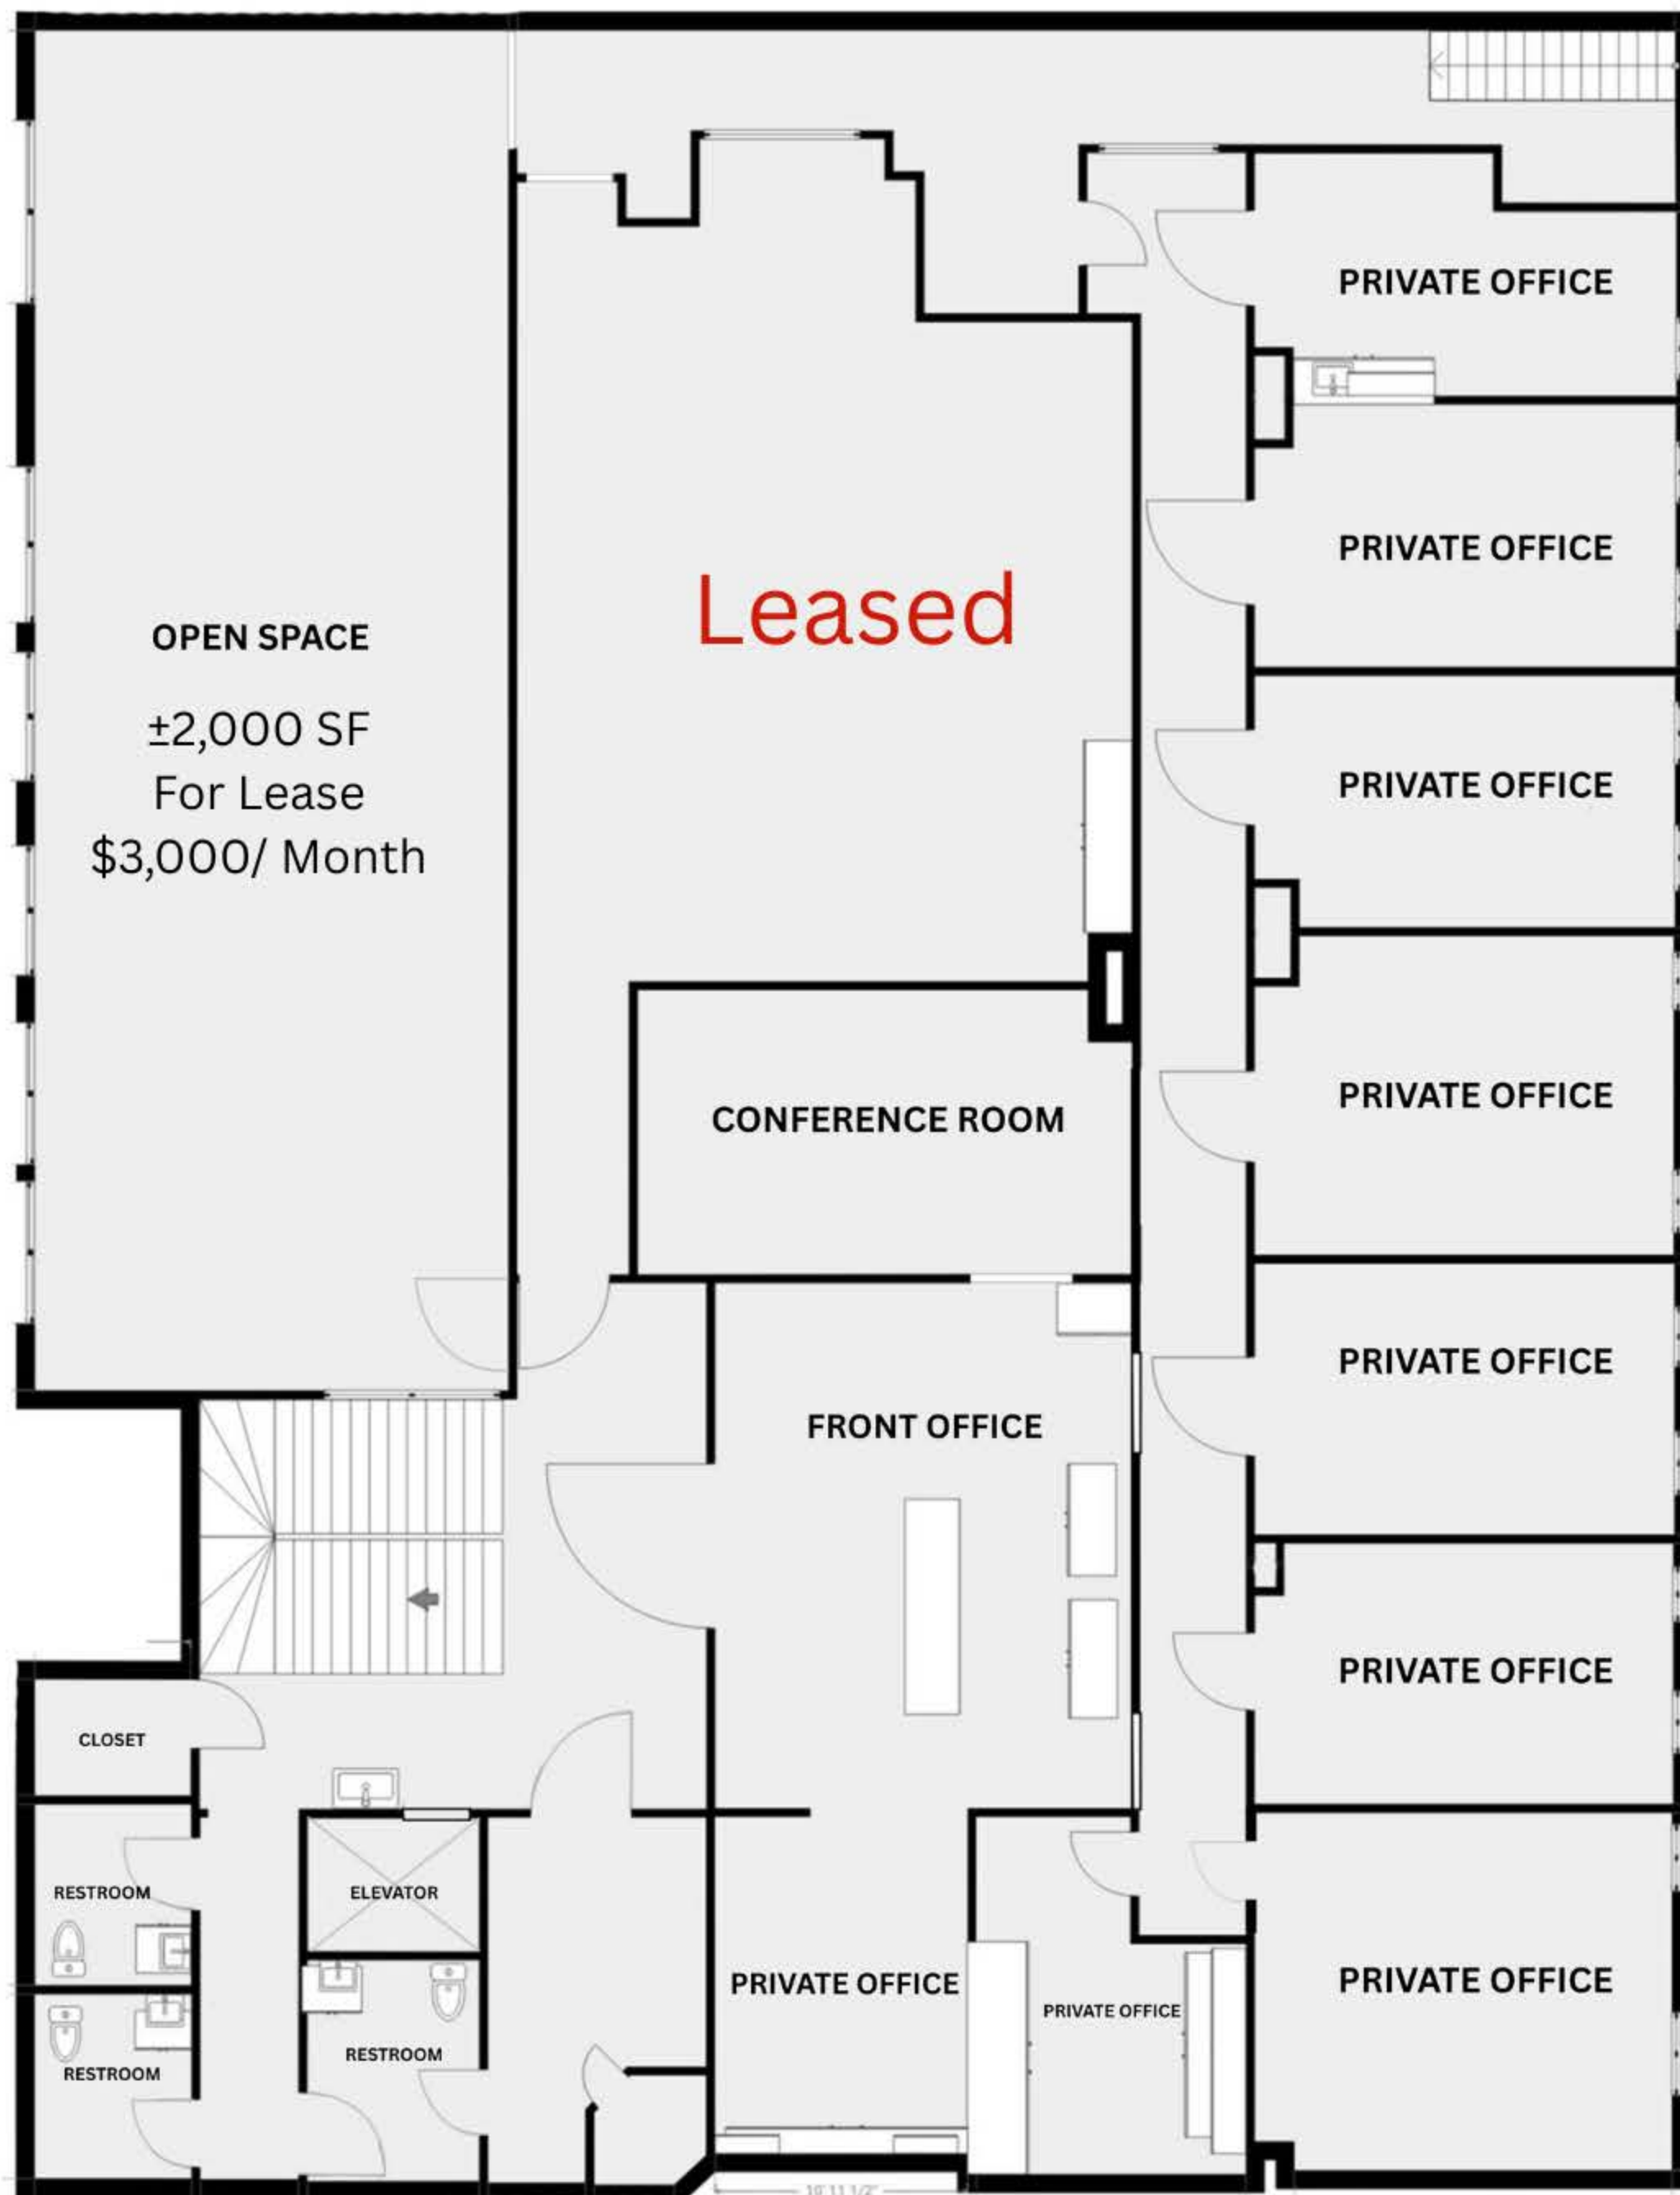 PRIVATE OFFICE
PRIVATE OFFICE
Leased
OPEN SPACE
±2,000 SF
For Lease
$3,000/ Month
PRIVATE OFFICE
PRIVATE OFFICE
CONFERENCE ROOM
PRIVATE OFFICE
FRONT OFFICE
PRIVATE OFFICE
CLOSET
RESTROOM
ELEVATOR
PRIVATE OFFICE
PRIVATE OFFICE
PRIVATE OFFICE
RESTROOM
RESTROOM